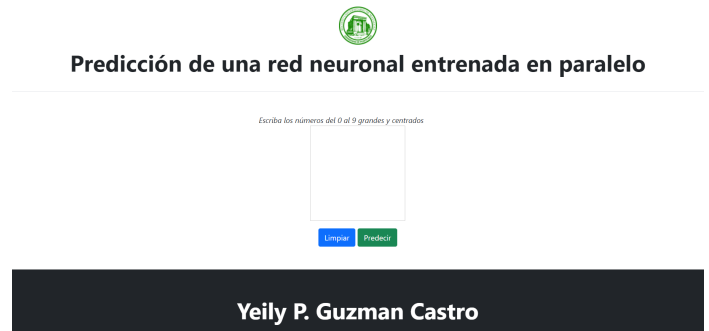 Predicción de una red neuronal entrenada en paralelo
Escriba los números del 0 al 9 grandes y centrados
Limpiar Predecir
Yeily P. Guzman Castro